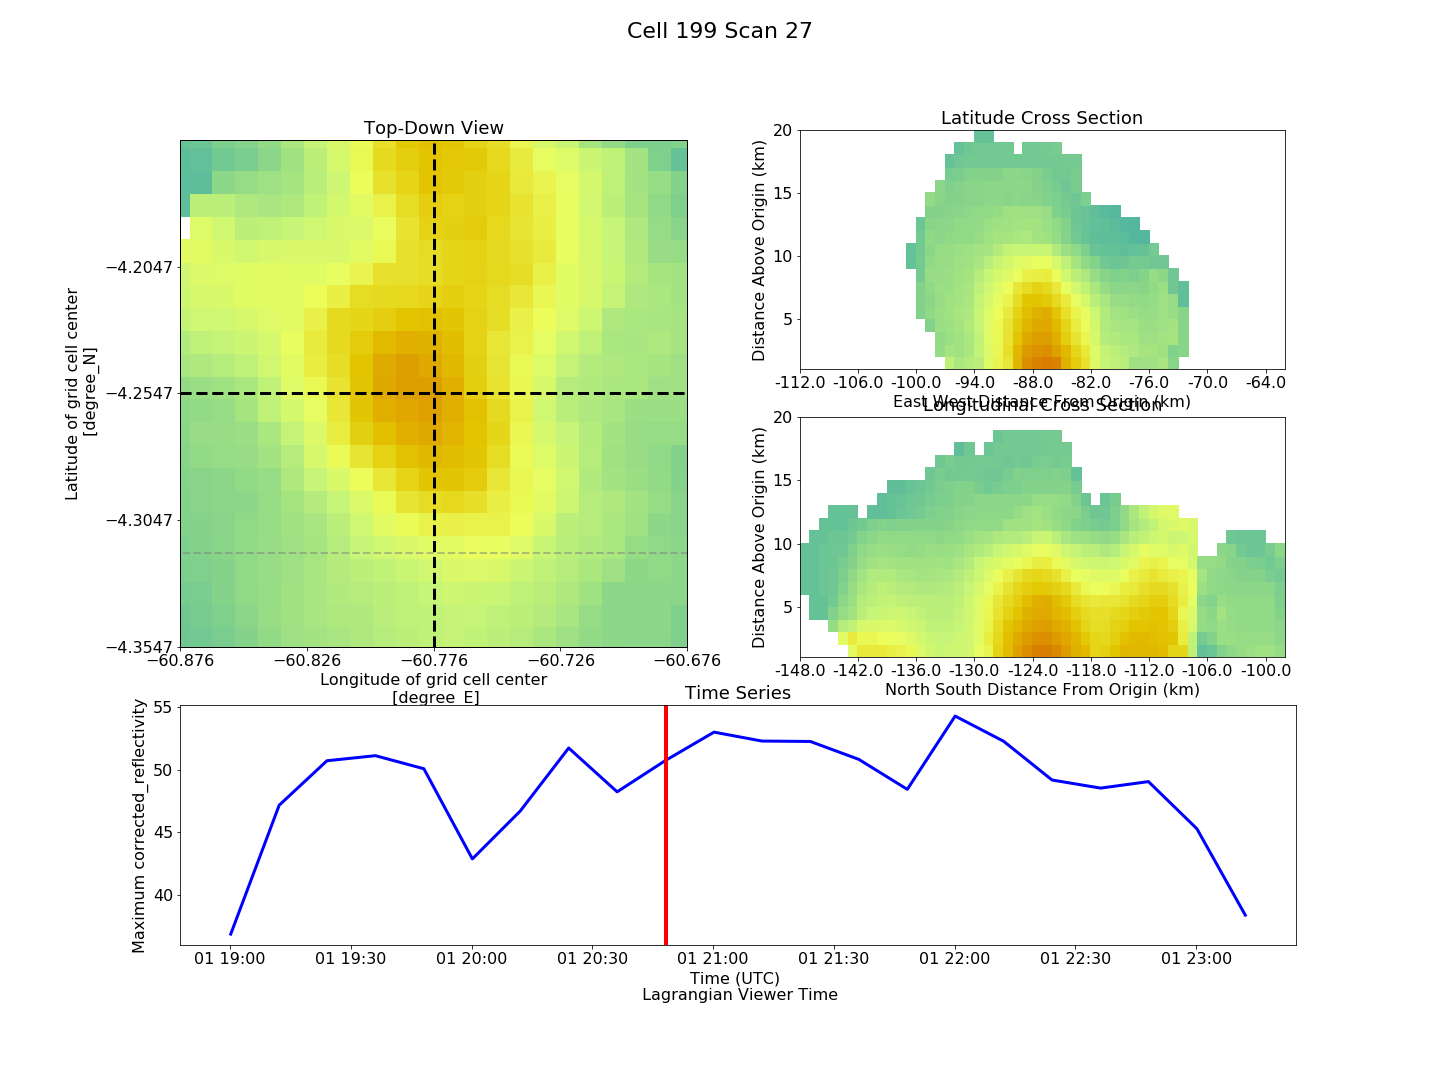 Cell 199 Scan 27
Top-Down View
−4.2047
−4.2547
−4.3047
−4.3547
Latitude of grid cell center
[degree_N]
−60.876 −60.826 −60.776 −60.726 −60.676
Longitude of grid cell center
[degree_E]
Latitude Cross Section
20
15
10
5
Distance Above Origin (km)
-112.0 -106.0 -100.0 -94.0 -88.0 -82.0 -76.0 -70.0 -64.0
East West Distance From Origin (km)
Longitudinal Cross Section
20
15
10
5
Distance Above Origin (km)
-148.0 -142.0 -136.0 -130.0 -124.0 -118.0 -112.0 -106.0 -100.0
North South Distance From Origin (km)
Time Series
55
50
45
40
Maximum corrected_reflectivity
01 19:00 01 19:30 01 20:00 01 20:30 01 21:00 01 21:30 01 22:00 01 22:30 01 23:00
Time (UTC)
Lagrangian Viewer Time